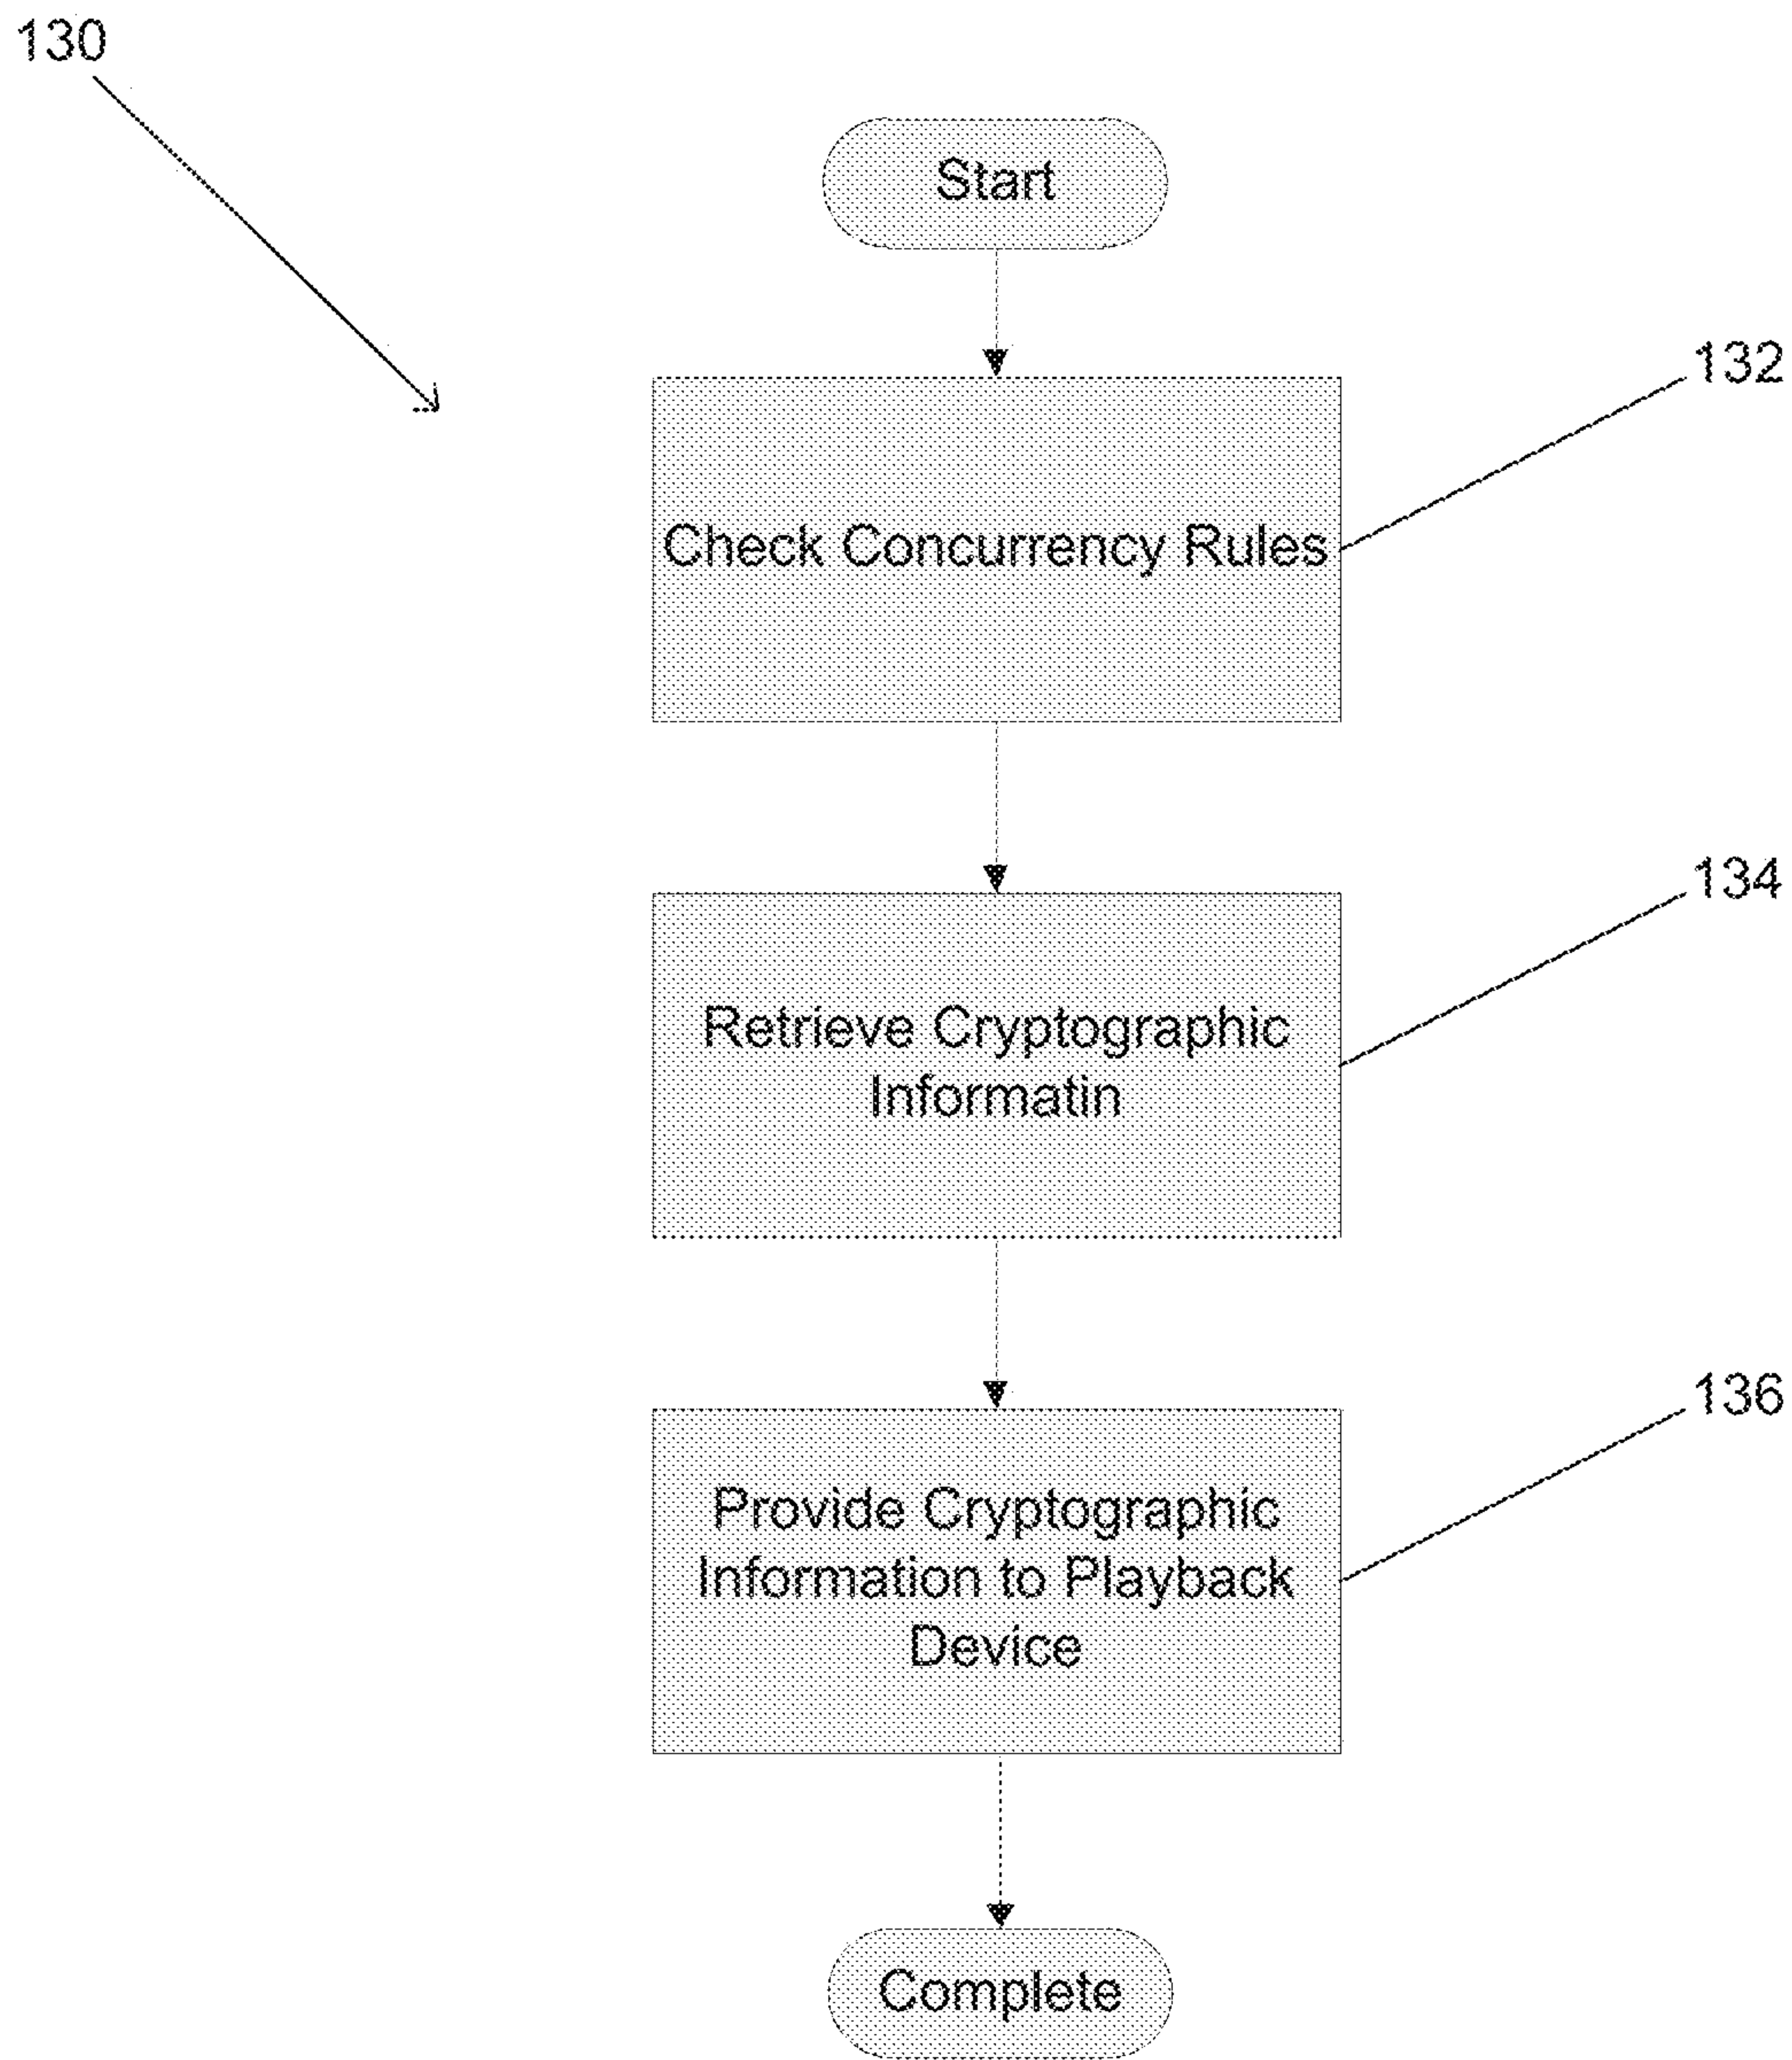 130
Start
132
Check Concurrency Rules
134
Retrieve Cryptographic
Informatin
136
Provide Cryptographic
Information to Playback
Device
Complete